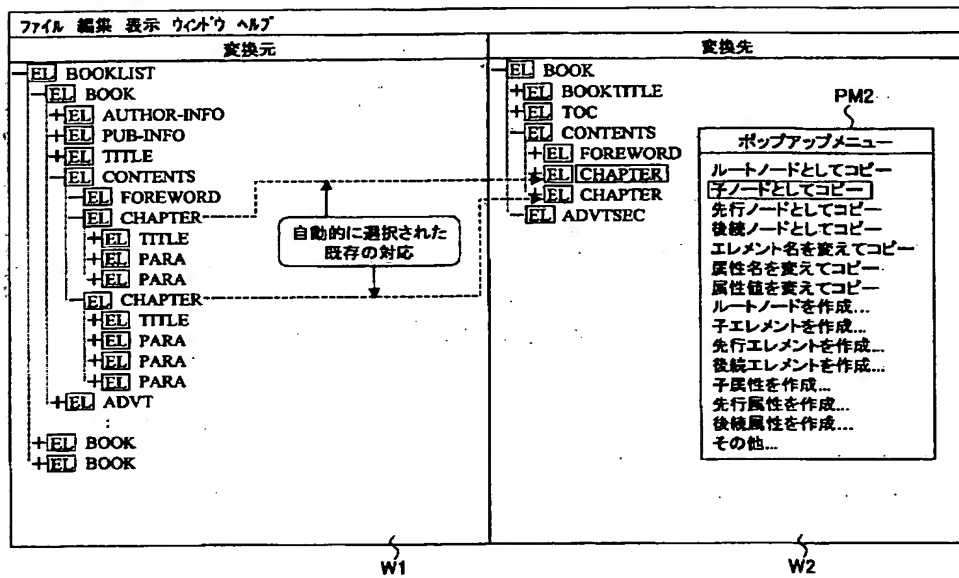 ファイル 編集 表示 ウィンドウ ヘルプ
変換元
EL BOOKLIST
EL BOOK
EL AUTHOR-INFO
EL PUB-INFO
EL TITLE
EL CONTENTS
EL FOREWORD
EL CHAPTER
EL TITLE
EL PARA
EL PARA
EL CHAPTER
EL TITLE
EL PARA
EL PARA
EL PARA
EL ADVT
:
EL BOOK
EL BOOK
自動的に選択された
既存の対応
変換先
EL BOOK
EL BOOKTITLE
EL TOC
EL CONTENTS
EL FOREWORD
EL CHAPTER
EL CHAPTER
EL ADVTSEC
PM2
ポップアップメニュー
ルートノードとしてコピー
子ノードとしてコピー
先行ノードとしてコピー
後続ノードとしてコピー
エレメント名を変えてコピー
属性名を変えてコピー
属性値を変えてコピー
ルートノードを作成...
子エレメントを作成...
先行エレメントを作成...
後続エレメントを作成...
子属性を作成...
先行属性を作成...
後続属性を作成...
その他...
W1
W2